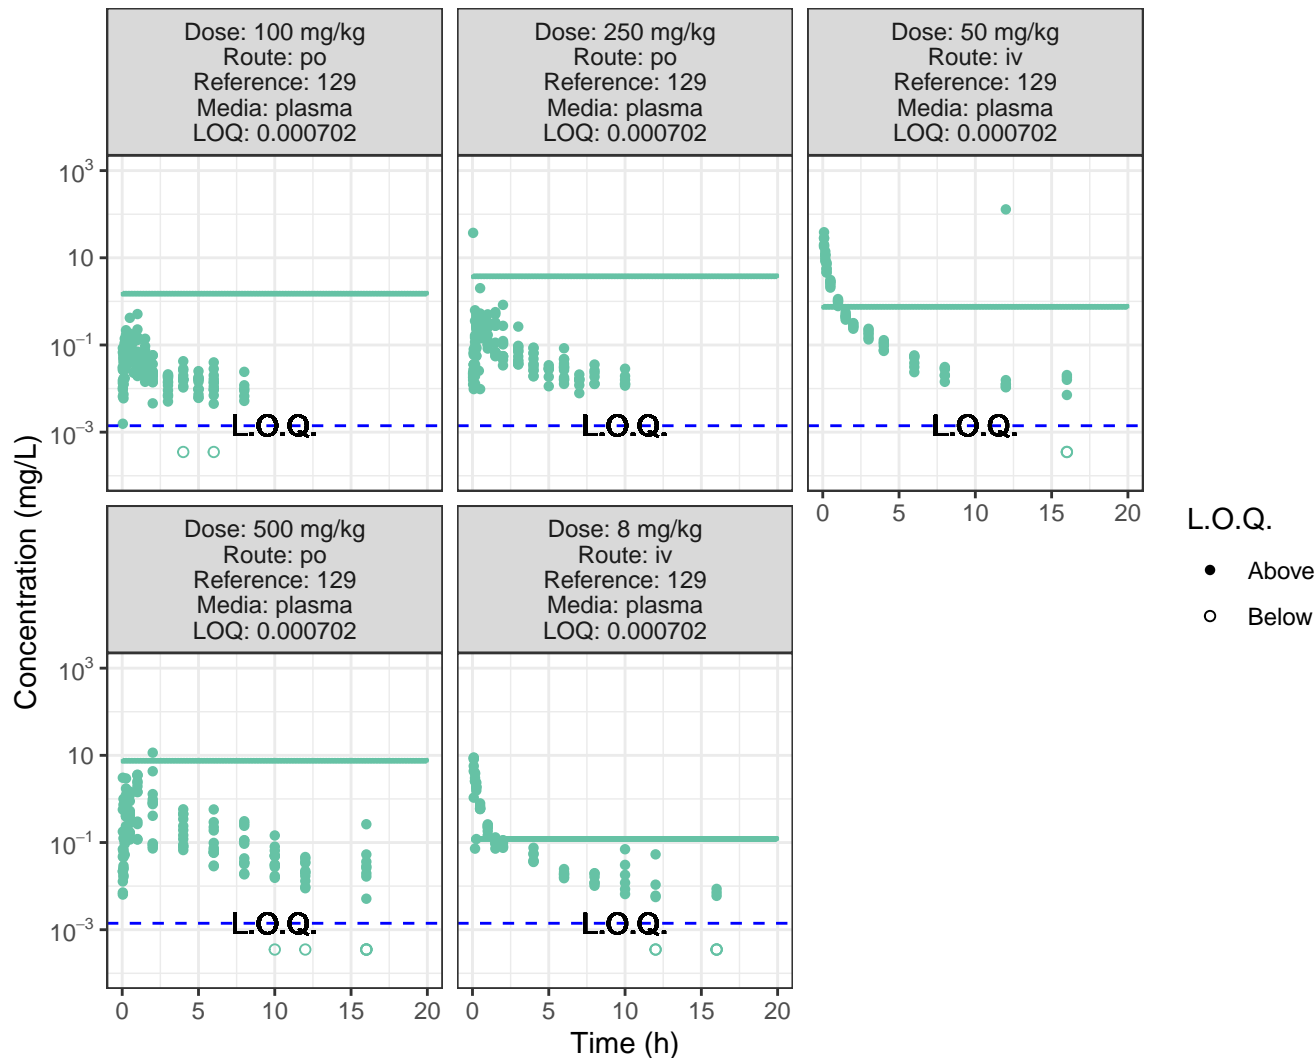 Dose: 100 mg/kg
Route: po
Reference: 129
Media: plasma
LOQ: 0.000702
Dose: 250 mg/kg
Route: po
Reference: 129
Media: plasma
LOQ: 0.000702
Dose: 50 mg/kg
Route: iv
Reference: 129
Media: plasma
LOQ: 0.000702
10³
10
10⁻¹
10⁻³
L.O.Q.
L.O.Q.
L.O.Q.
0 5 10 15 20
Dose: 500 mg/kg
Route: po
Reference: 129
Media: plasma
LOQ: 0.000702
Dose: 8 mg/kg
Route: iv
Reference: 129
Media: plasma
LOQ: 0.000702
10³
10
10⁻¹
10⁻³
L.O.Q.
L.O.Q.
0 5 10 15 20
0 5 10 15 20
Time (h)
Concentration (mg/L)
L.O.Q.
Above
Below